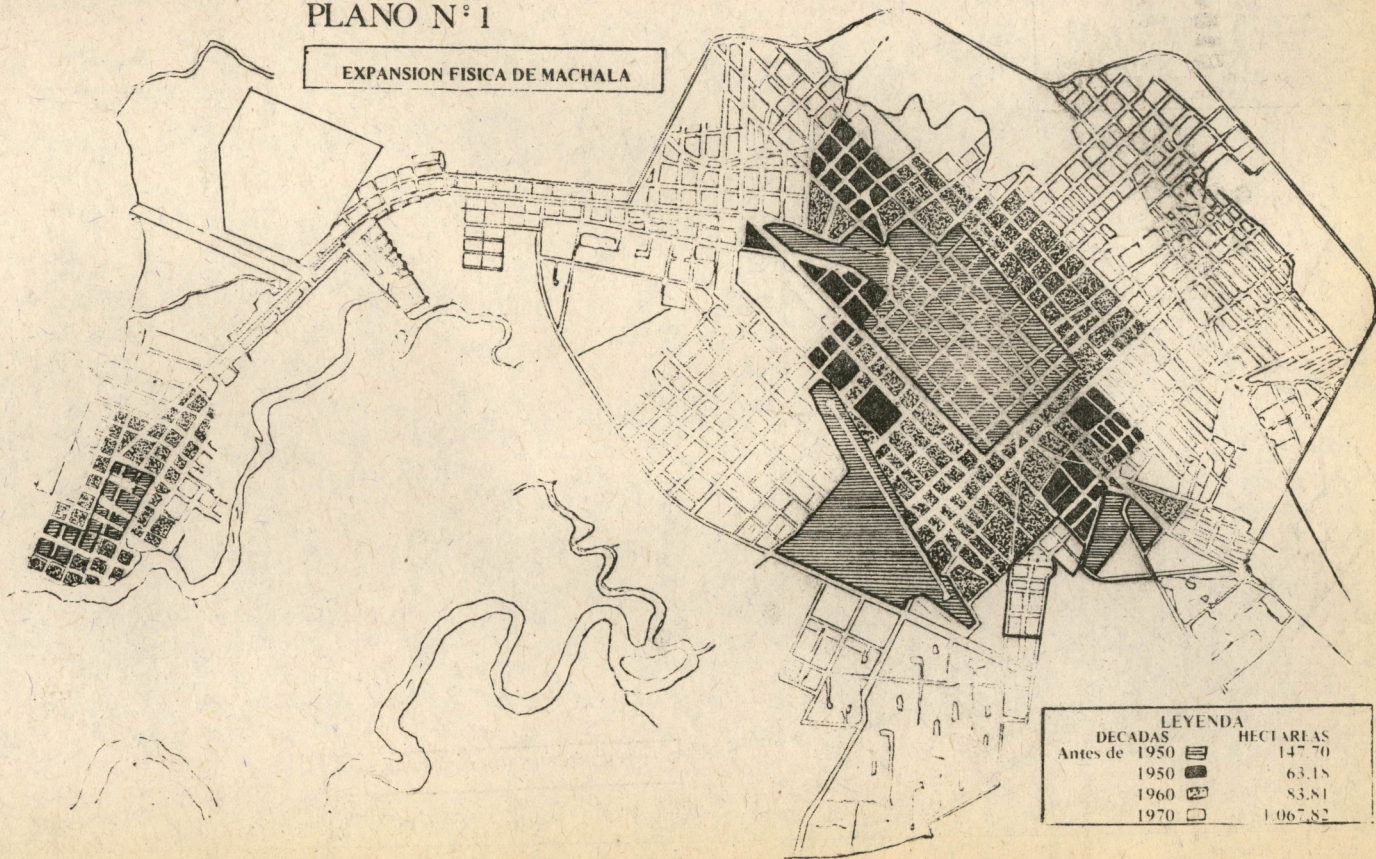 PLANO N° 1
EXPANSION FISICA DE MACHALA
LEYENDA
DECADAS HECTAREAS
Antes de 1950 147.70
1950 63.18
1960 83.81
1970 1.067,82